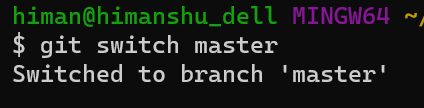 himan@himanshu_dell MINGW64 ~/
$ git switch master
Switched to branch 'master'